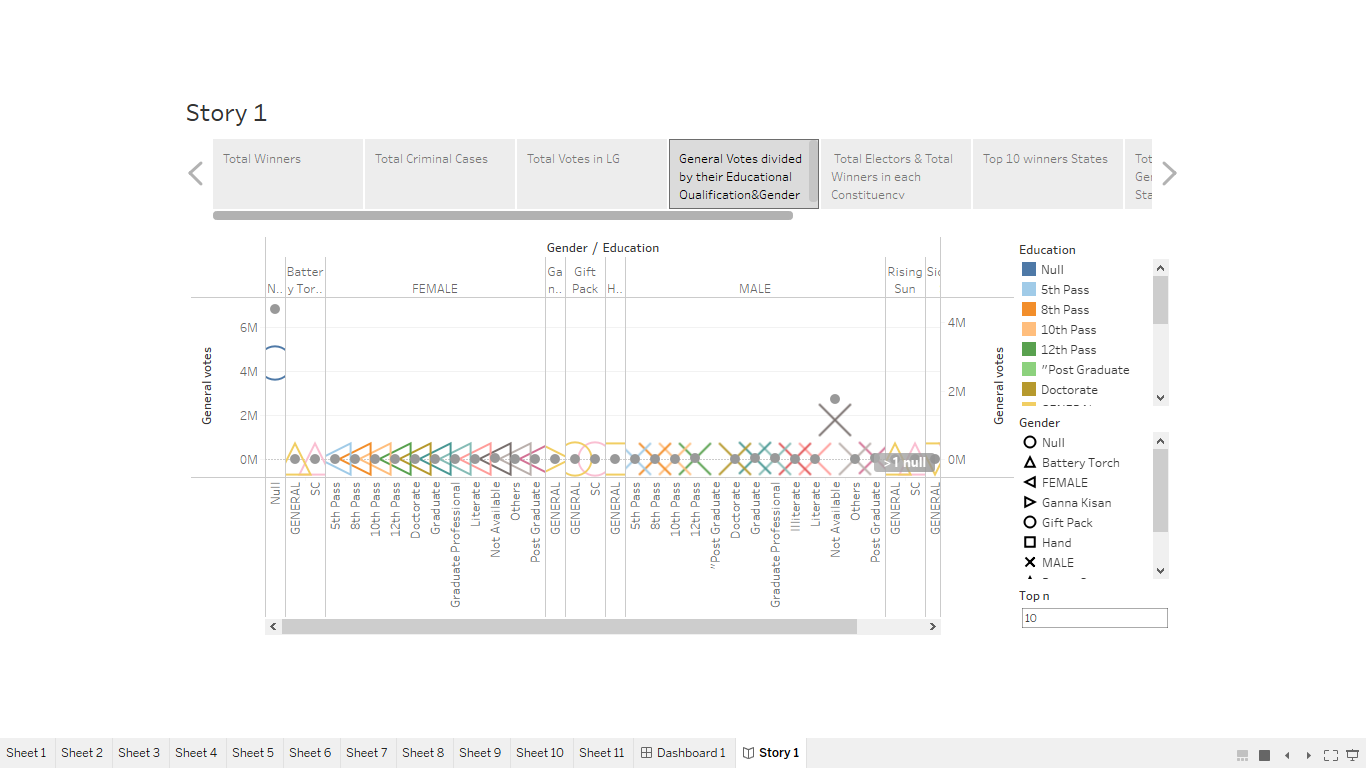 Story 1
Total Winners
Total Criminal Cases
Total Votes in LG
General Votes divided
by their Educational
Qualification&Gender
Total Electors & Total
Winners in each
Constituency
Top 10 winners States
Tot
Ger
Sta
Gender / Education
N..
Batter
y Tor..
FEMALE
Ga
n..
Gift
Pack
H..
MALE
Rising
Sun
General votes
6M
4M
2M
0M
4M
2M
0M
General votes
>1 null
Null
GENERAL
SC
5th Pass
8th Pass
10th Pass
12th Pass
Doctorate
Graduate
Graduate Professional
Literate
Not Available
Others
Post Graduate
GENERAL
GENERAL
SC
GENERAL
5th Pass
8th Pass
10th Pass
12th Pass
"Post Graduate
Doctorate
Graduate
Graduate Professional
Illiterate
Literate
Not Available
Others
Post Graduate
GENERAL
SC
GENERAL
Education
Null
5th Pass
8th Pass
10th Pass
12th Pass
"Post Graduate
Doctorate
Gender
Null
Battery Torch
FEMALE
Ganna Kisan
Gift Pack
Hand
MALE
Top n
10
Sheet 1
Sheet 2
Sheet 3
Sheet 4
Sheet 5
Sheet 6
Sheet 7
Sheet 8
Sheet 9
Sheet 10
Sheet 11
Dashboard 1
Story 1